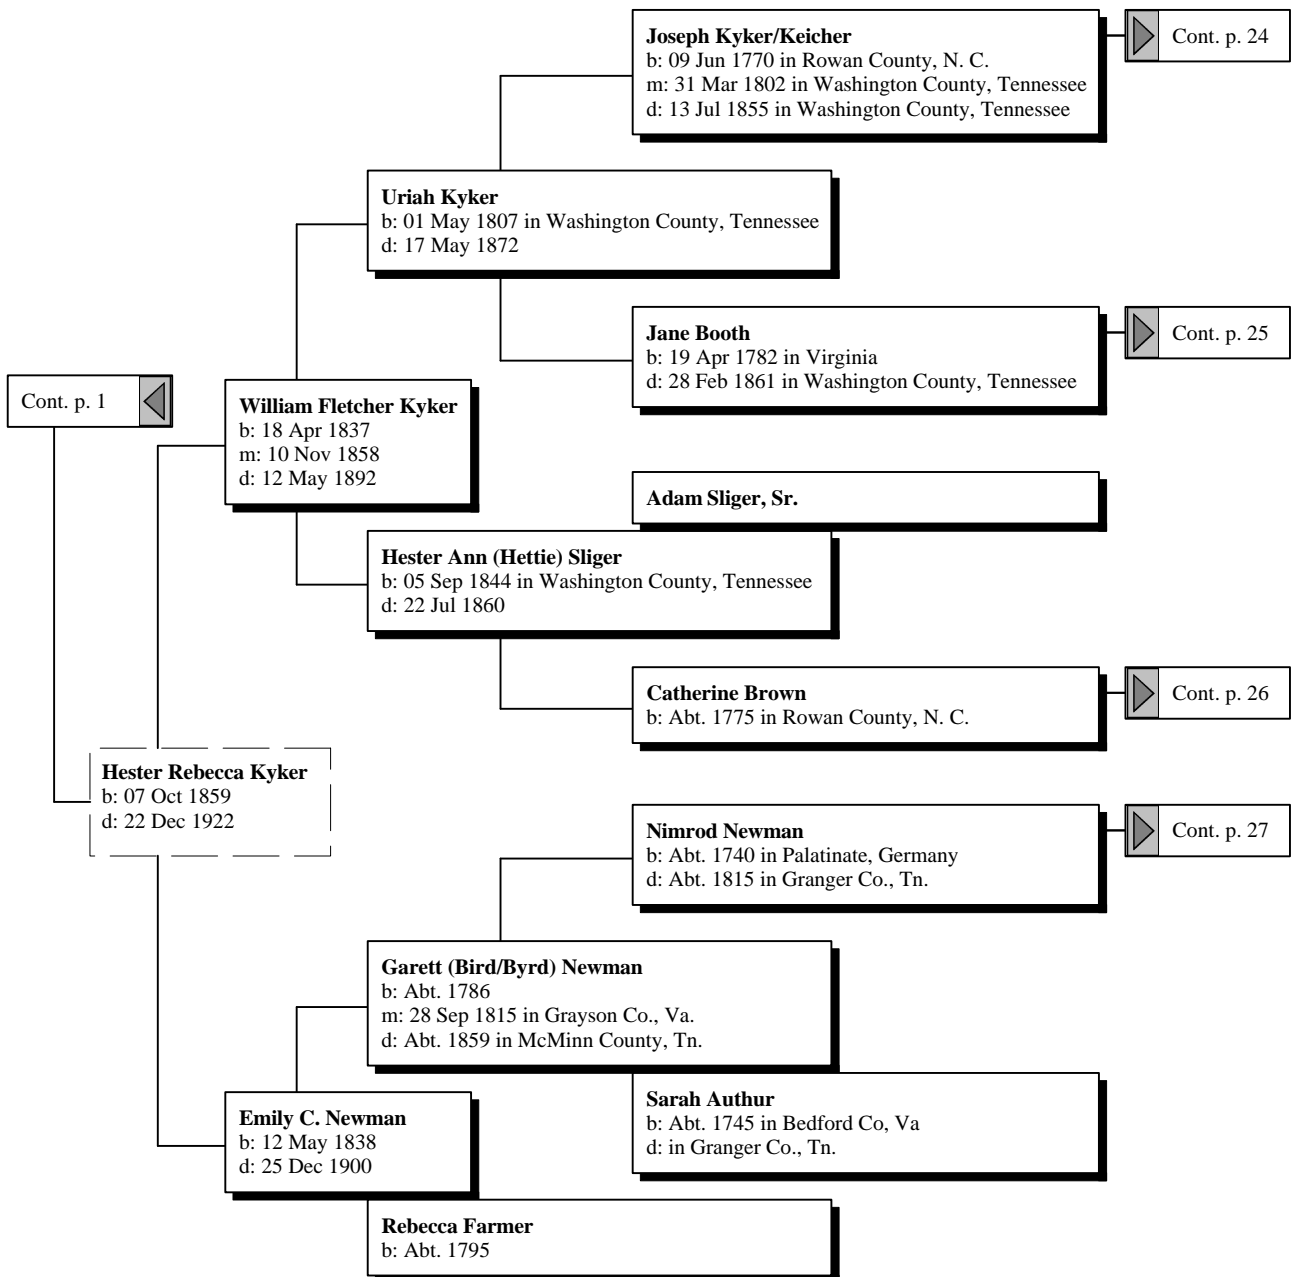 Joseph Kyker/Keicher
b: 09 Jun 1770 in Rowan County, N. C.
m: 31 Mar 1802 in Washington County, Tennessee
d: 13 Jul 1855 in Washington County, Tennessee
Cont. p. 24
Uriah Kyker
b: 01 May 1807 in Washington County, Tennessee
d: 17 May 1872
Jane Booth
b: 19 Apr 1782 in Virginia
d: 28 Feb 1861 in Washington County, Tennessee
Cont. p. 25
Cont. p. 1
William Fletcher Kyker
b: 18 Apr 1837
m: 10 Nov 1858
d: 12 May 1892
Adam Sliger, Sr.
Hester Ann (Hettie) Sliger
b: 05 Sep 1844 in Washington County, Tennessee
d: 22 Jul 1860
Catherine Brown
b: Abt. 1775 in Rowan County, N. C.
Cont. p. 26
Hester Rebecca Kyker
b: 07 Oct 1859
d: 22 Dec 1922
Nimrod Newman
b: Abt. 1740 in Palatinate, Germany
d: Abt. 1815 in Granger Co., Tn.
Cont. p. 27
Garett (Bird/Byrd) Newman
b: Abt. 1786
m: 28 Sep 1815 in Grayson Co., Va.
d: Abt. 1859 in McMinn County, Tn.
Sarah Authur
b: Abt. 1745 in Bedford Co, Va
d: in Granger Co., Tn.
Emily C. Newman
b: 12 May 1838
d: 25 Dec 1900
Rebecca Farmer
b: Abt. 1795